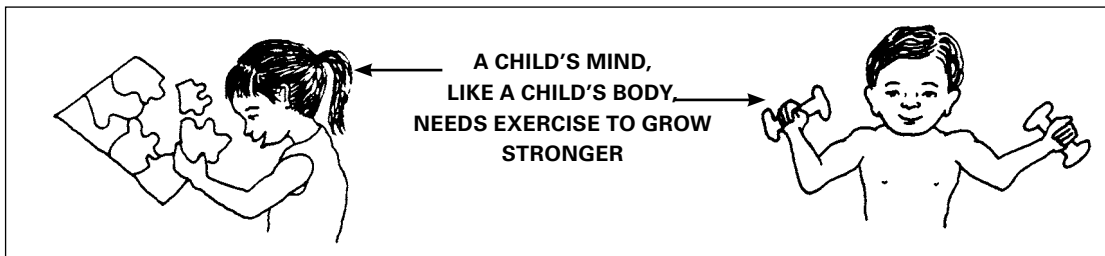 A CHILD’S MIND,
LIKE A CHILD’S BODY,
NEEDS EXERCISE TO GROW
STRONGER